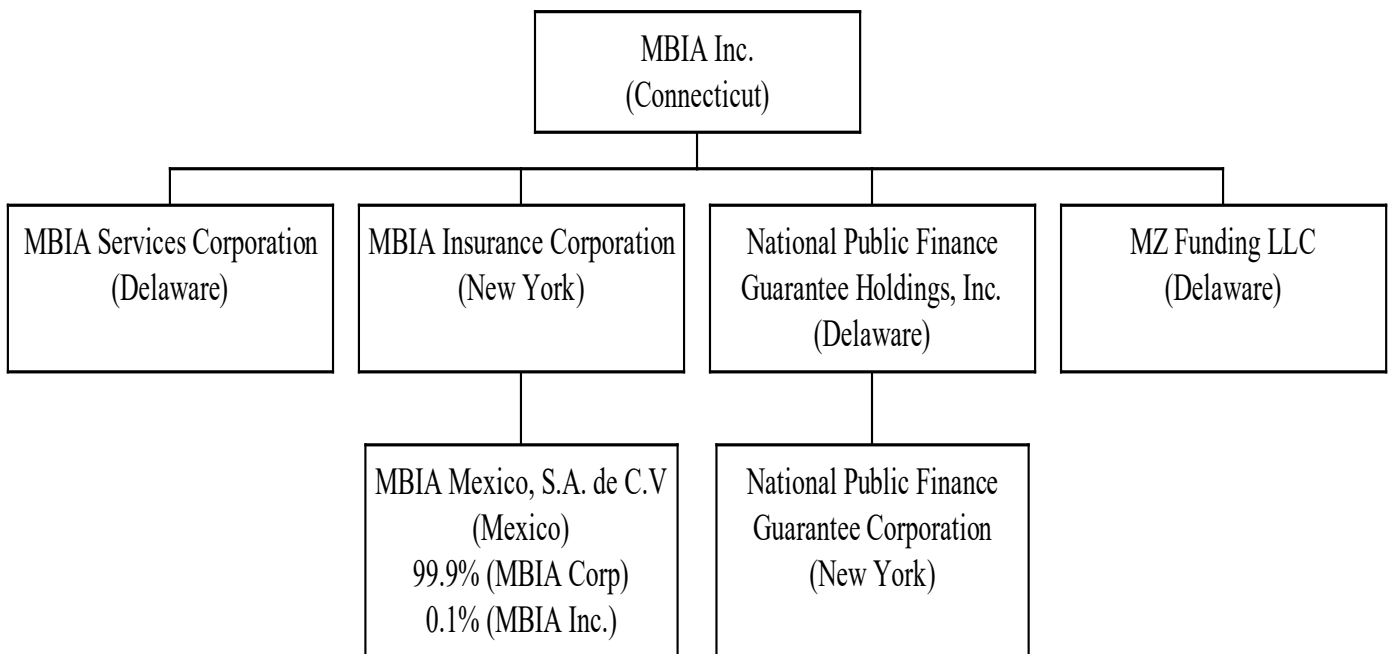 MBIA Inc.
(Connecticut)
MBIA Services Corporation
(Delaware)
MBIA Insurance Corporation
(New York)
National Public Finance
Guarantee Holdings, Inc.
(Delaware)
MZ Funding LLC
(Delaware)
MBIA Mexico, S.A. de C.V
(Mexico)
99.9% (MBIA Corp)
0.1% (MBIA Inc.)
National Public Finance
Guarantee Corporation
(New York)